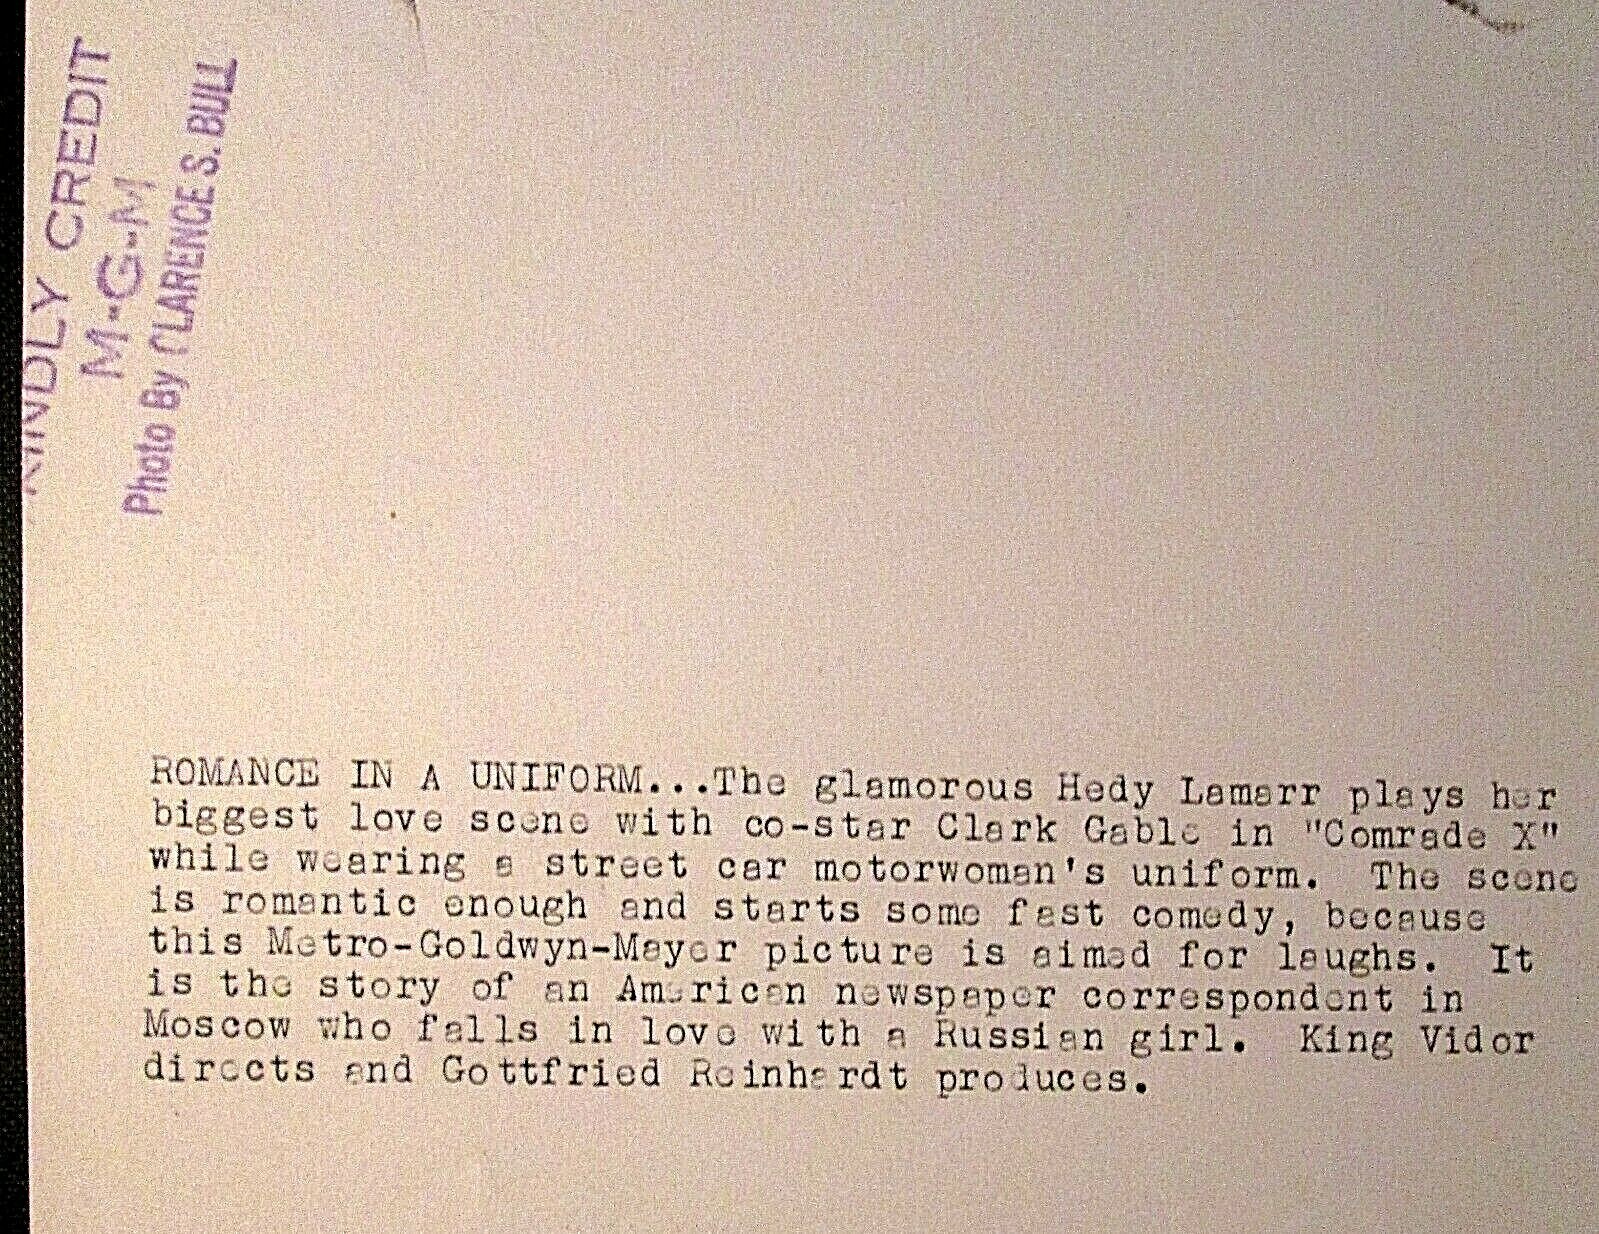 KINDLY CREDIT
M-G-M
Photo By CLARENCE S. BULL
ROMANCE IN A UNIFORM...The glamorous Hedy Lamarr plays her
biggest love scene with co-star Clark Gable in "Comrade X"
while wearing a street car motorwoman's uniform. The scene
is romantic enough and starts some fast comedy, because
this Metro-Goldwyn-Mayer picture is aimed for laughs. It
is the story of an American newspaper correspondent in
Moscow who falls in love with a Russian girl. King Vidor
directs and Gottfried Reinhardt produces.